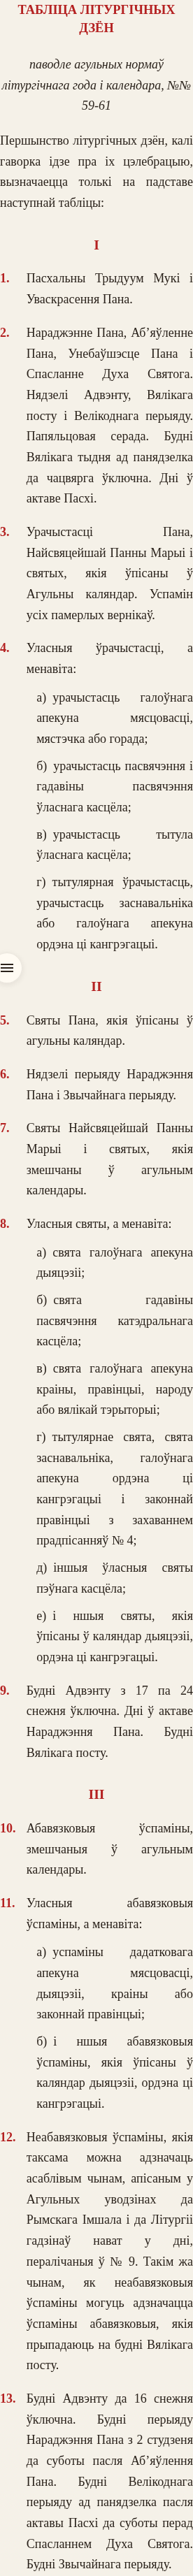 ТАБЛІЦА ЛІТУРГІЧНЫХ
ДЗЁН
паводле агульных нормаў
літургічнага года і календара, №№
59-61
Першынство літургічных дзён, калі
гаворка ідзе пра іх цэлебрацыю,
вызначаецца толькі на падставе
наступнай табліцы:
I
1. Пасхальны Трыдуум Мукі і
Уваскрасення Пана.
2. Нараджэнне Пана, Аб’яўленне
Пана, Унебаўшэсце Пана і
Спасланне Духа Святога.
Нядзелі Адвэнту, Вялікага
посту і Велікоднага перыяду.
Папяльцовая серада. Будні
Вялікага тыдня ад панядзелка
да чацвярга ўключна. Дні ў
актаве Пасхі.
3. Урачыстасці Пана,
Найсвяцейшай Панны Марыі і
святых, якія ўпісаны ў
Агульны каляндар. Успамін
усіх памерлых вернікаў.
4. Уласныя ўрачыстасці, а
менавіта:
а) урачыстасць галоўнага
апекуна мясцовасці,
мястэчка або горада;
б) урачыстасць пасвячэння і
гадавіны пасвячэння
ўласнага касцёла;
в) урачыстасць тытула
ўласнага касцёла;
г) тытулярная ўрачыстасць,
урачыстасць заснавальніка
або галоўнага апекуна
ордэна ці кангрэгацыі.
II
5. Святы Пана, якія ўпісаны ў
агульны каляндар.
6. Нядзелі перыяду Нараджэння
Пана і Звычайнага перыяду.
7. Святы Найсвяцейшай Панны
Марыі і святых, якія
змешчаны ў агульным
календары.
8. Уласныя святы, а менавіта:
а) свята галоўнага апекуна
дыяцэзіі;
б) свята гадавіны
пасвячэння катэдральнага
касцёла;
в) свята галоўнага апекуна
краіны, правінцыі, народу
або вялікай тэрыторыі;
г) тытулярнае свята, свята
заснавальніка, галоўнага
апекуна ордэна ці
кангрэгацыі і законнай
правінцыі з захаваннем
прадпісанняў № 4;
д) іншыя ўласныя святы
пэўнага касцёла;
е) і ншыя святы, якія
ўпісаны ў каляндар дыяцэзіі,
ордэна ці кангрэгацыі.
9. Будні Адвэнту з 17 па 24
снежня ўключна. Дні ў актаве
Нараджэння Пана. Будні
Вялікага посту.
III
10. Абавязковыя ўспаміны,
змешчаныя ў агульным
календары.
11. Уласныя абавязковыя
ўспаміны, а менавіта:
а) успаміны дадатковага
апекуна мясцовасці,
дыяцэзіі, краіны або
законнай правінцыі;
б) і ншыя абавязковыя
ўспаміны, якія ўпісаны ў
каляндар дыяцэзіі, ордэна ці
кангрэгацыі.
12. Неабавязковыя ўспаміны, якія
таксама можна адзначаць
асаблівым чынам, апісаным у
Агульных уводзінах да
Рымскага Імшала і да Літургіі
гадзінаў нават у дні,
пералічаныя ў № 9. Такім жа
чынам, як неабавязковыя
ўспаміны могуць адзначацца
ўспаміны абавязковыя, якія
прыпадаюць на будні Вялікага
посту.
13. Будні Адвэнту да 16 снежня
ўключна. Будні перыяду
Нараджэння Пана з 2 студзеня
да суботы пасля Аб’яўлення
Пана. Будні Велікоднага
перыяду ад панядзелка пасля
актавы Пасхі да суботы перад
Спасланнем Духа Святога.
Будні Звычайнага перыяду.